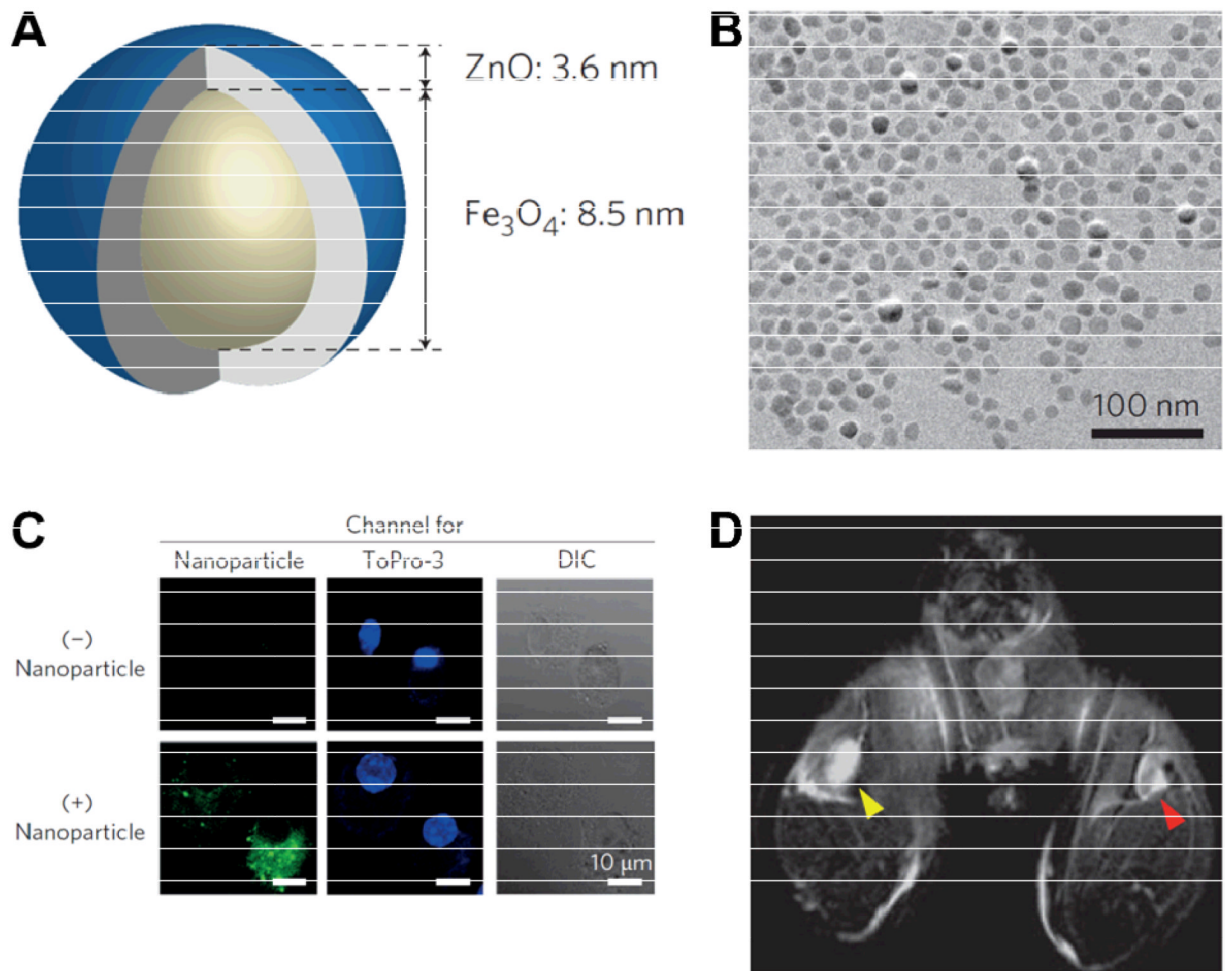 A
ZnO: 3.6 nm
Fe₃O₄: 8.5 nm
B
100 nm
C
Channel for
Nanoparticle
ToPro-3
DIC
(−)
Nanoparticle
(+)
Nanoparticle
10 μm
D